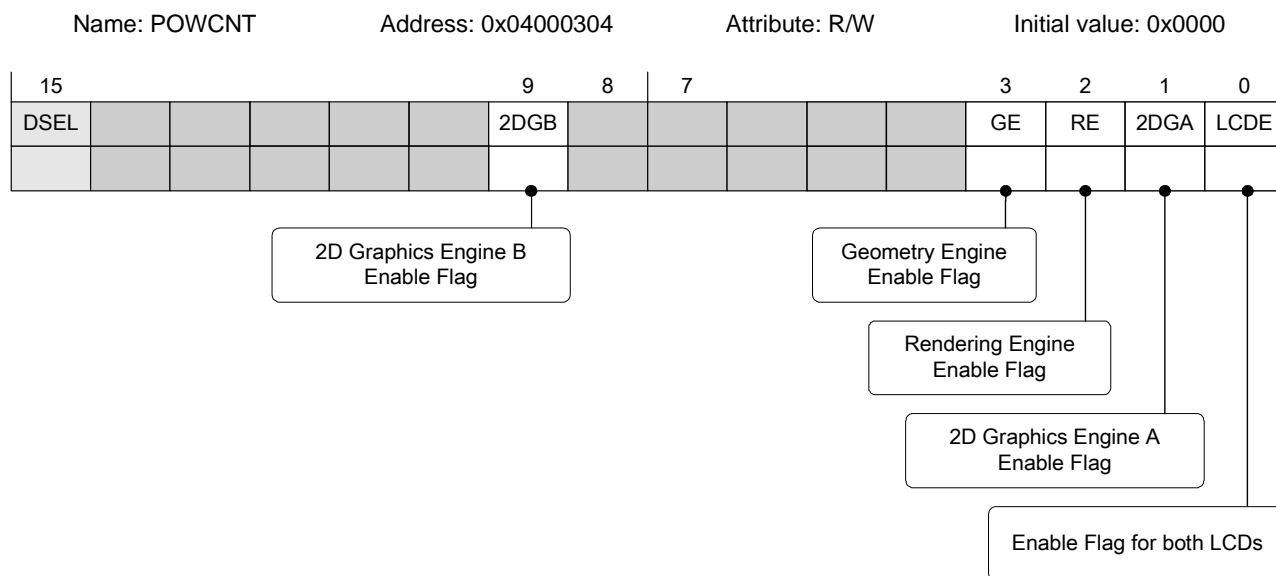 Name: POWCNT Address: 0x04000304 Attribute: R/W Initial value: 0x0000
15 9 8 7 3 2 1 0
DSEL 2DGB GE RE 2DGA LCDE
2D Graphics Engine B
Enable Flag
Geometry Engine
Enable Flag
Rendering Engine
Enable Flag
2D Graphics Engine A
Enable Flag
Enable Flag for both LCDs